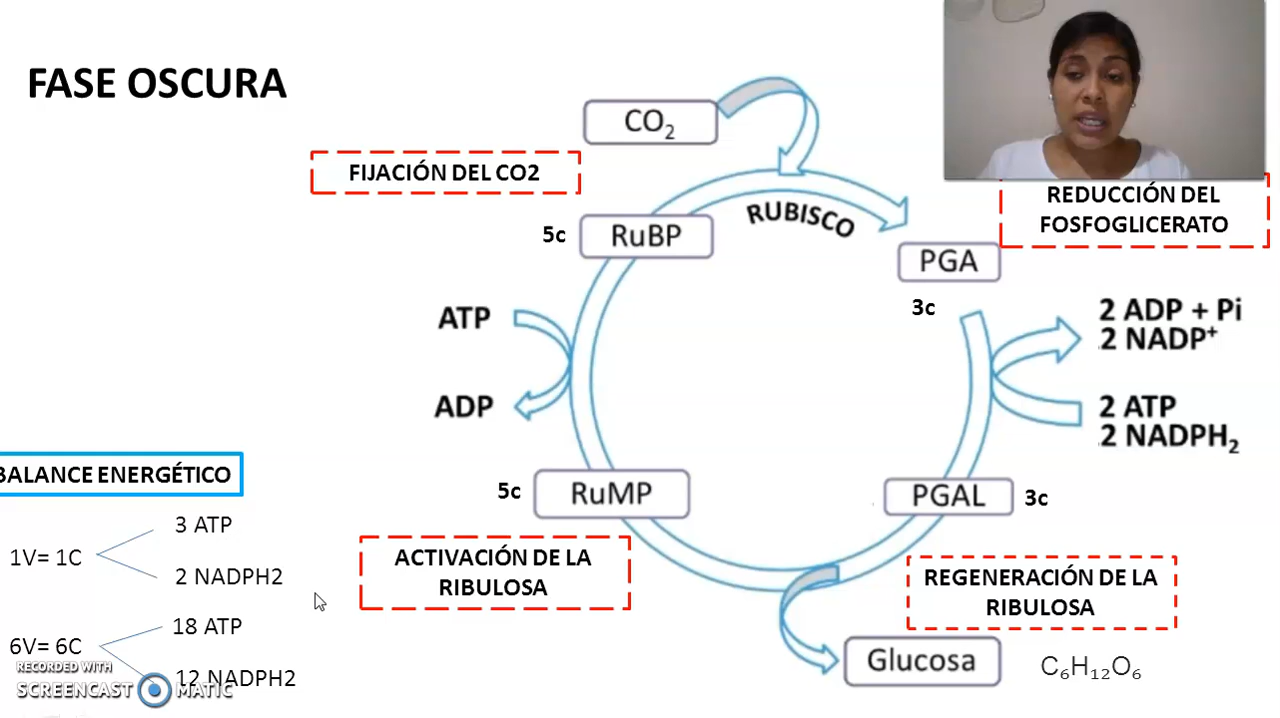 FASE OSCURA
CO₂
FIJACIÓN DEL CO2
REDUCCIÓN DEL
FOSFOGLICERATO
RUBISCO
5c
RuBP
PGA
3c
ATP
ADP
2 ADP + Pi
2 NADP⁺
2 ATP
2 NADPH₂
BALANCE ENERGÉTICO
5c
RuMP
PGAL
3c
1V= 1C
3 ATP
2 NADPH2
ACTIVACIÓN DE LA
RIBULOSA
REGENERACIÓN DE LA
RIBULOSA
6V= 6C
18 ATP
12 NADPH2
Glucosa
C₆H₁₂O₆
RECORDED WITH
SCREENCAST MATIC